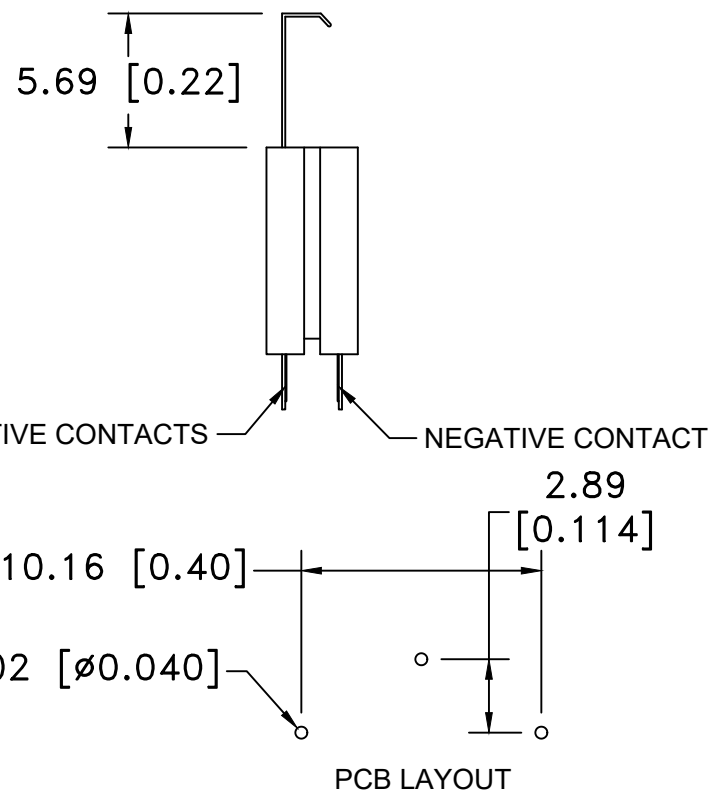 5.69 [0.22]
TIVE CONTACTS
NEGATIVE CONTACT
2.89
[0.114]
10.16 [0.40]
02 [ø0.040]
PCB LAYOUT